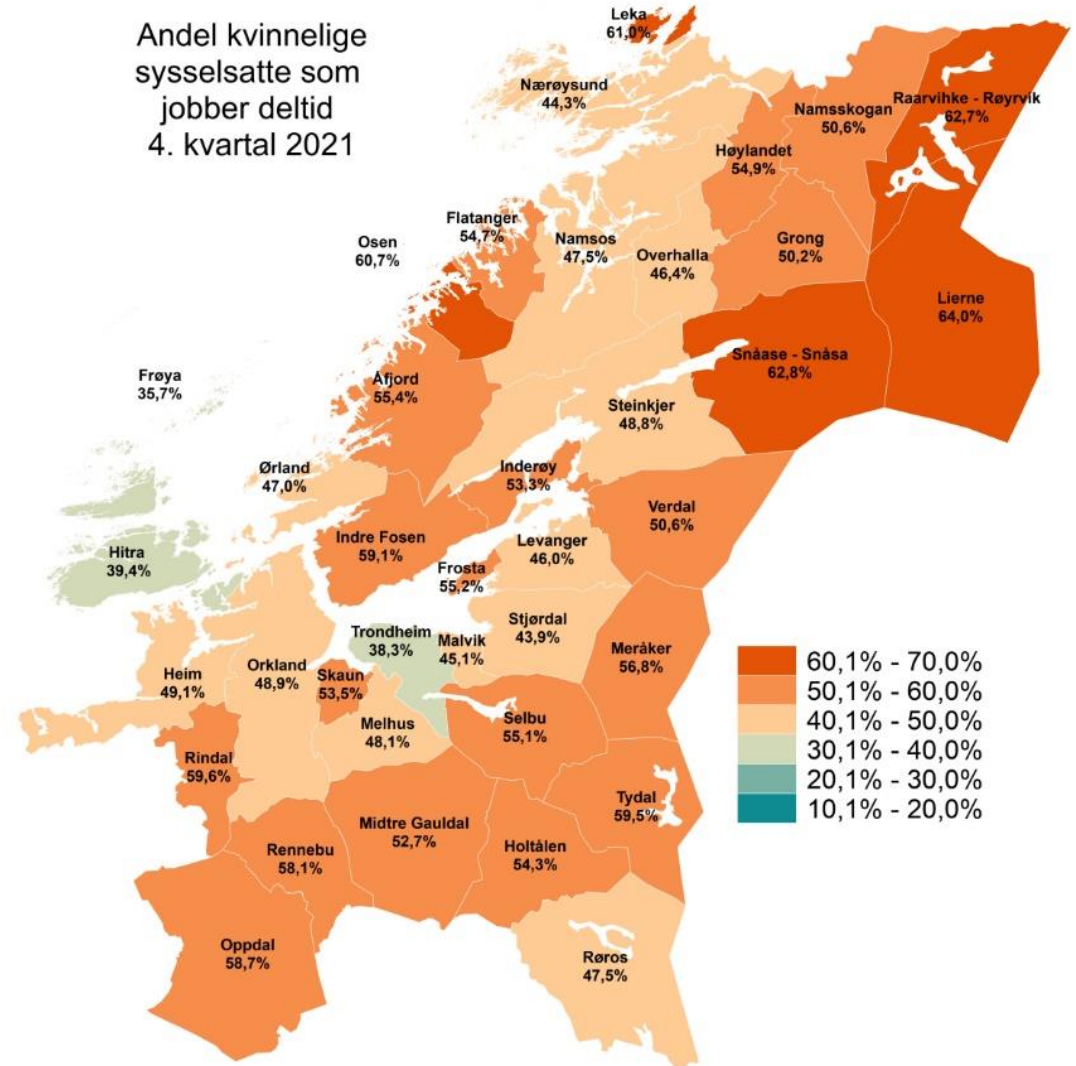 Andel kvinnelige
sysselsatte som
jobber deltid
4. kvartal 2021
Leka
61,0%
Nærøysund
44,3%
Namsskogan
50,6%
Raarvihke - Røyrvik
62,7%
Høylandet
54,9%
Flatanger
54,7%
Osen
60,7%
Namsos
47,5%
Overhalla
46,4%
Grong
50,2%
Lierne
64,0%
Snåase - Snåsa
62,8%
Frøya
35,7%
Åfjord
55,4%
Steinkjer
48,8%
Ørland
47,0%
Inderøy
53,3%
Verdal
50,6%
Indre Fosen
59,1%
Levanger
46,0%
Hitra
39,4%
Frosta
55,2%
Stjørdal
43,9%
Trondheim
38,3%
Malvik
45,1%
Meråker
56,8%
Heim
49,1%
Orkland
48,9%
Skaun
53,5%
Melhus
48,1%
Selbu
55,1%
Rindal
59,6%
Tydal
59,5%
Midtre Gauldal
52,7%
Rennebu
58,1%
Holtålen
54,3%
Oppdal
58,7%
Røros
47,5%
60,1% - 70,0%
50,1% - 60,0%
40,1% - 50,0%
30,1% - 40,0%
20,1% - 30,0%
10,1% - 20,0%